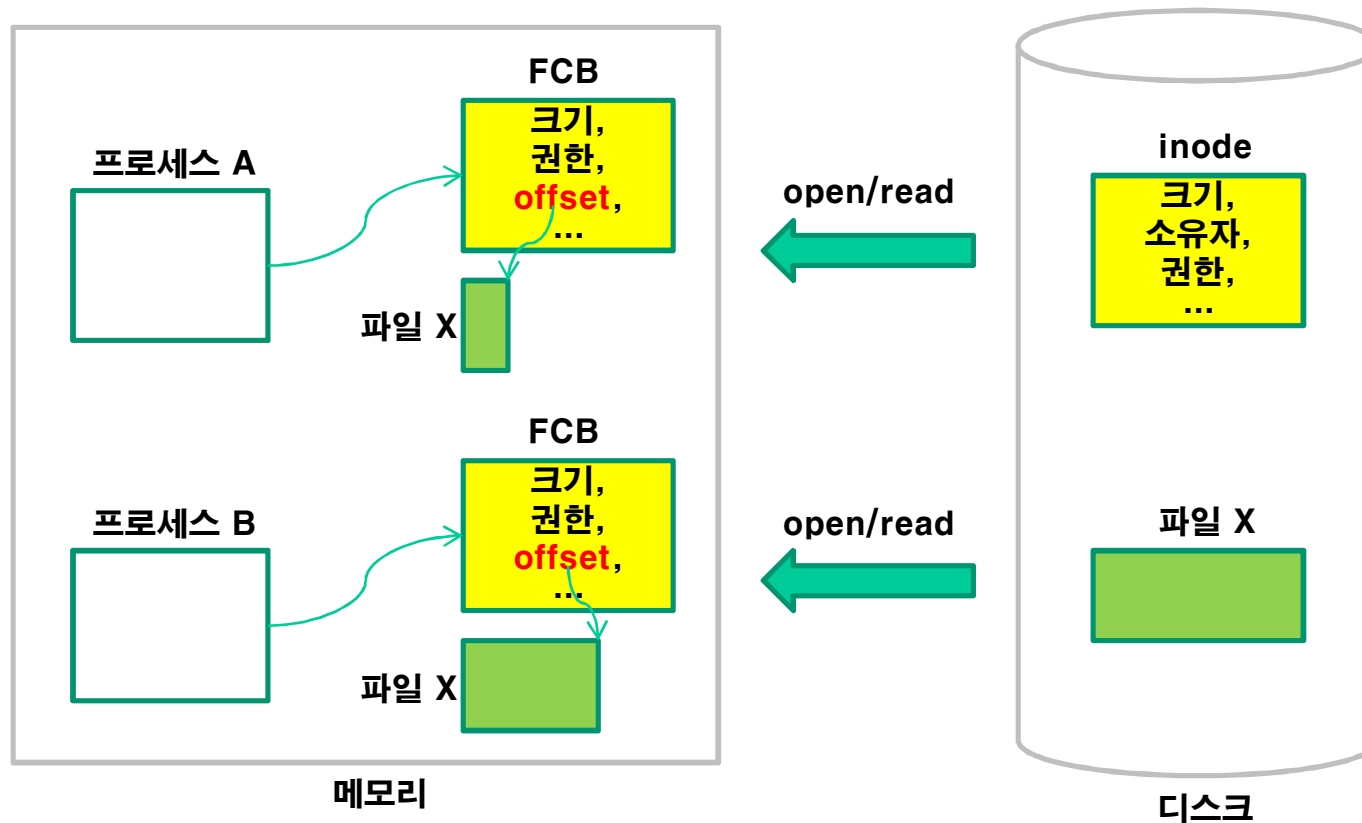 FCB
크기,
권한,
offset,
...
프로세스 A
파일 X
open/read
inode
크기,
소유자,
권한,
...
FCB
크기,
권한,
offset,
...
프로세스 B
파일 X
open/read
파일 X
메모리
디스크